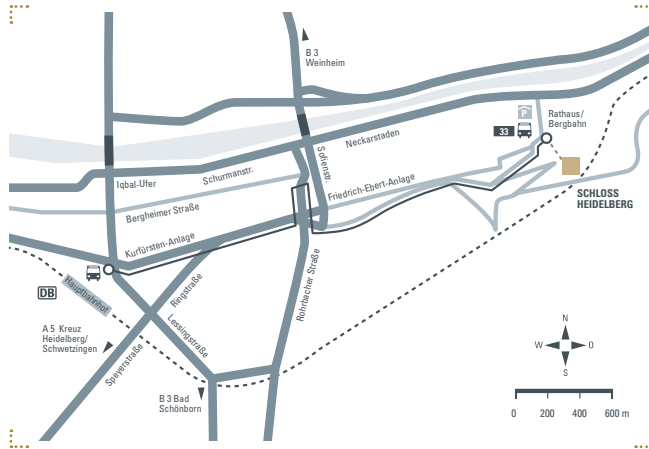 B 3
Weinheim
P
33
Rathaus/
Bergbahn
Neckarstaden
Sofienstr.
Iqbal-Ufer
Schurmanstr.
Friedrich-Ebert-Anlage
SCHLOSS
HEIDELBERG
Bergheimer Straße
Kurfürsten-Anlage
Hauptbahnhof
DB
Ringstraße
Rohrbacher Straße
Lessingstraße
A 5 Kreuz
Heidelberg/
Schwetzingen
Speyerstraße
B 3 Bad
Schönborn
N
W
O
S
0 200 400 600 m